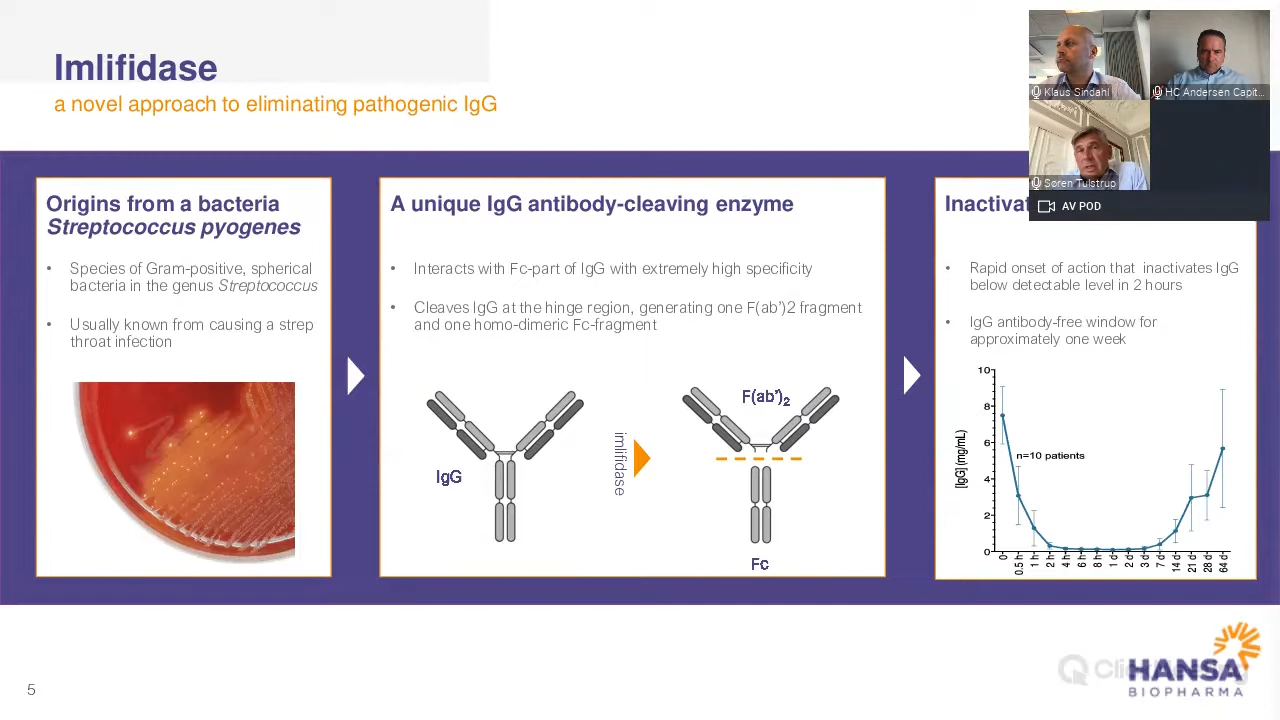 Imlifidase
a novel approach to eliminating pathogenic IgG
Klaus Sindahl
HC Andersen Capit...
Søren Tulstrup
AV POD
Origins from a bacteria
Streptococcus pyogenes
• Species of Gram-positive, spherical
bacteria in the genus Streptococcus
• Usually known from causing a strep
throat infection
A unique IgG antibody-cleaving enzyme
• Interacts with Fc-part of IgG with extremely high specificity
• Cleaves IgG at the hinge region, generating one F(ab’)2 fragment
and one homo-dimeric Fc-fragment
IgG
imlifidase
F(ab’)2
Fc
• Rapid onset of action that inactivates IgG
below detectable level in 2 hours
• IgG antibody-free window for
approximately one week
[IgG] (mg/mL)
10
8
6
4
2
0
n=10 patients
0
0.5 h
1 h
2 h
4 h
6 h
8 h
1 d
2 d
3 d
7 d
14 d
21 d
28 d
64 d
HANSA
BIOPHARMA
5